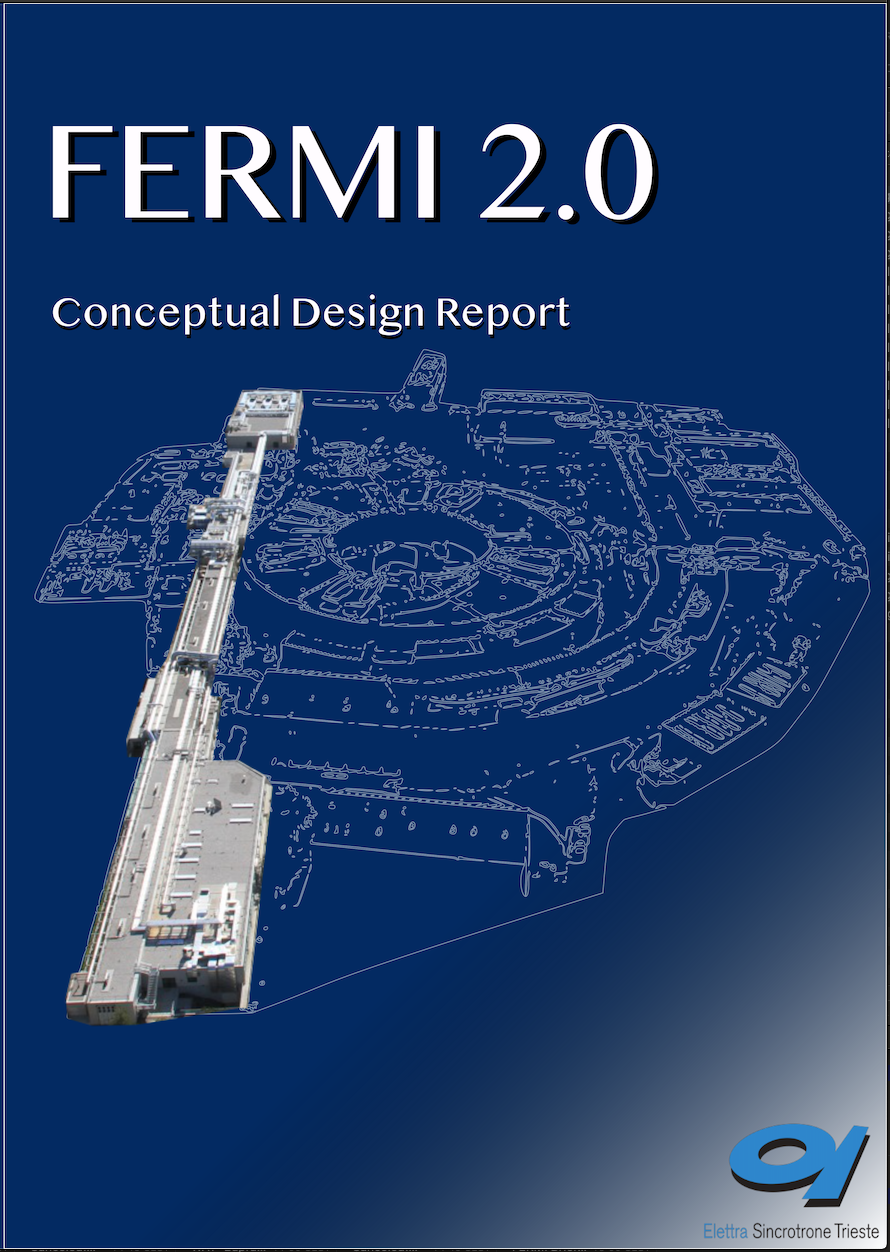 FERMI 2.0
Conceptual Design Report
Elettra Sincrotrone Trieste